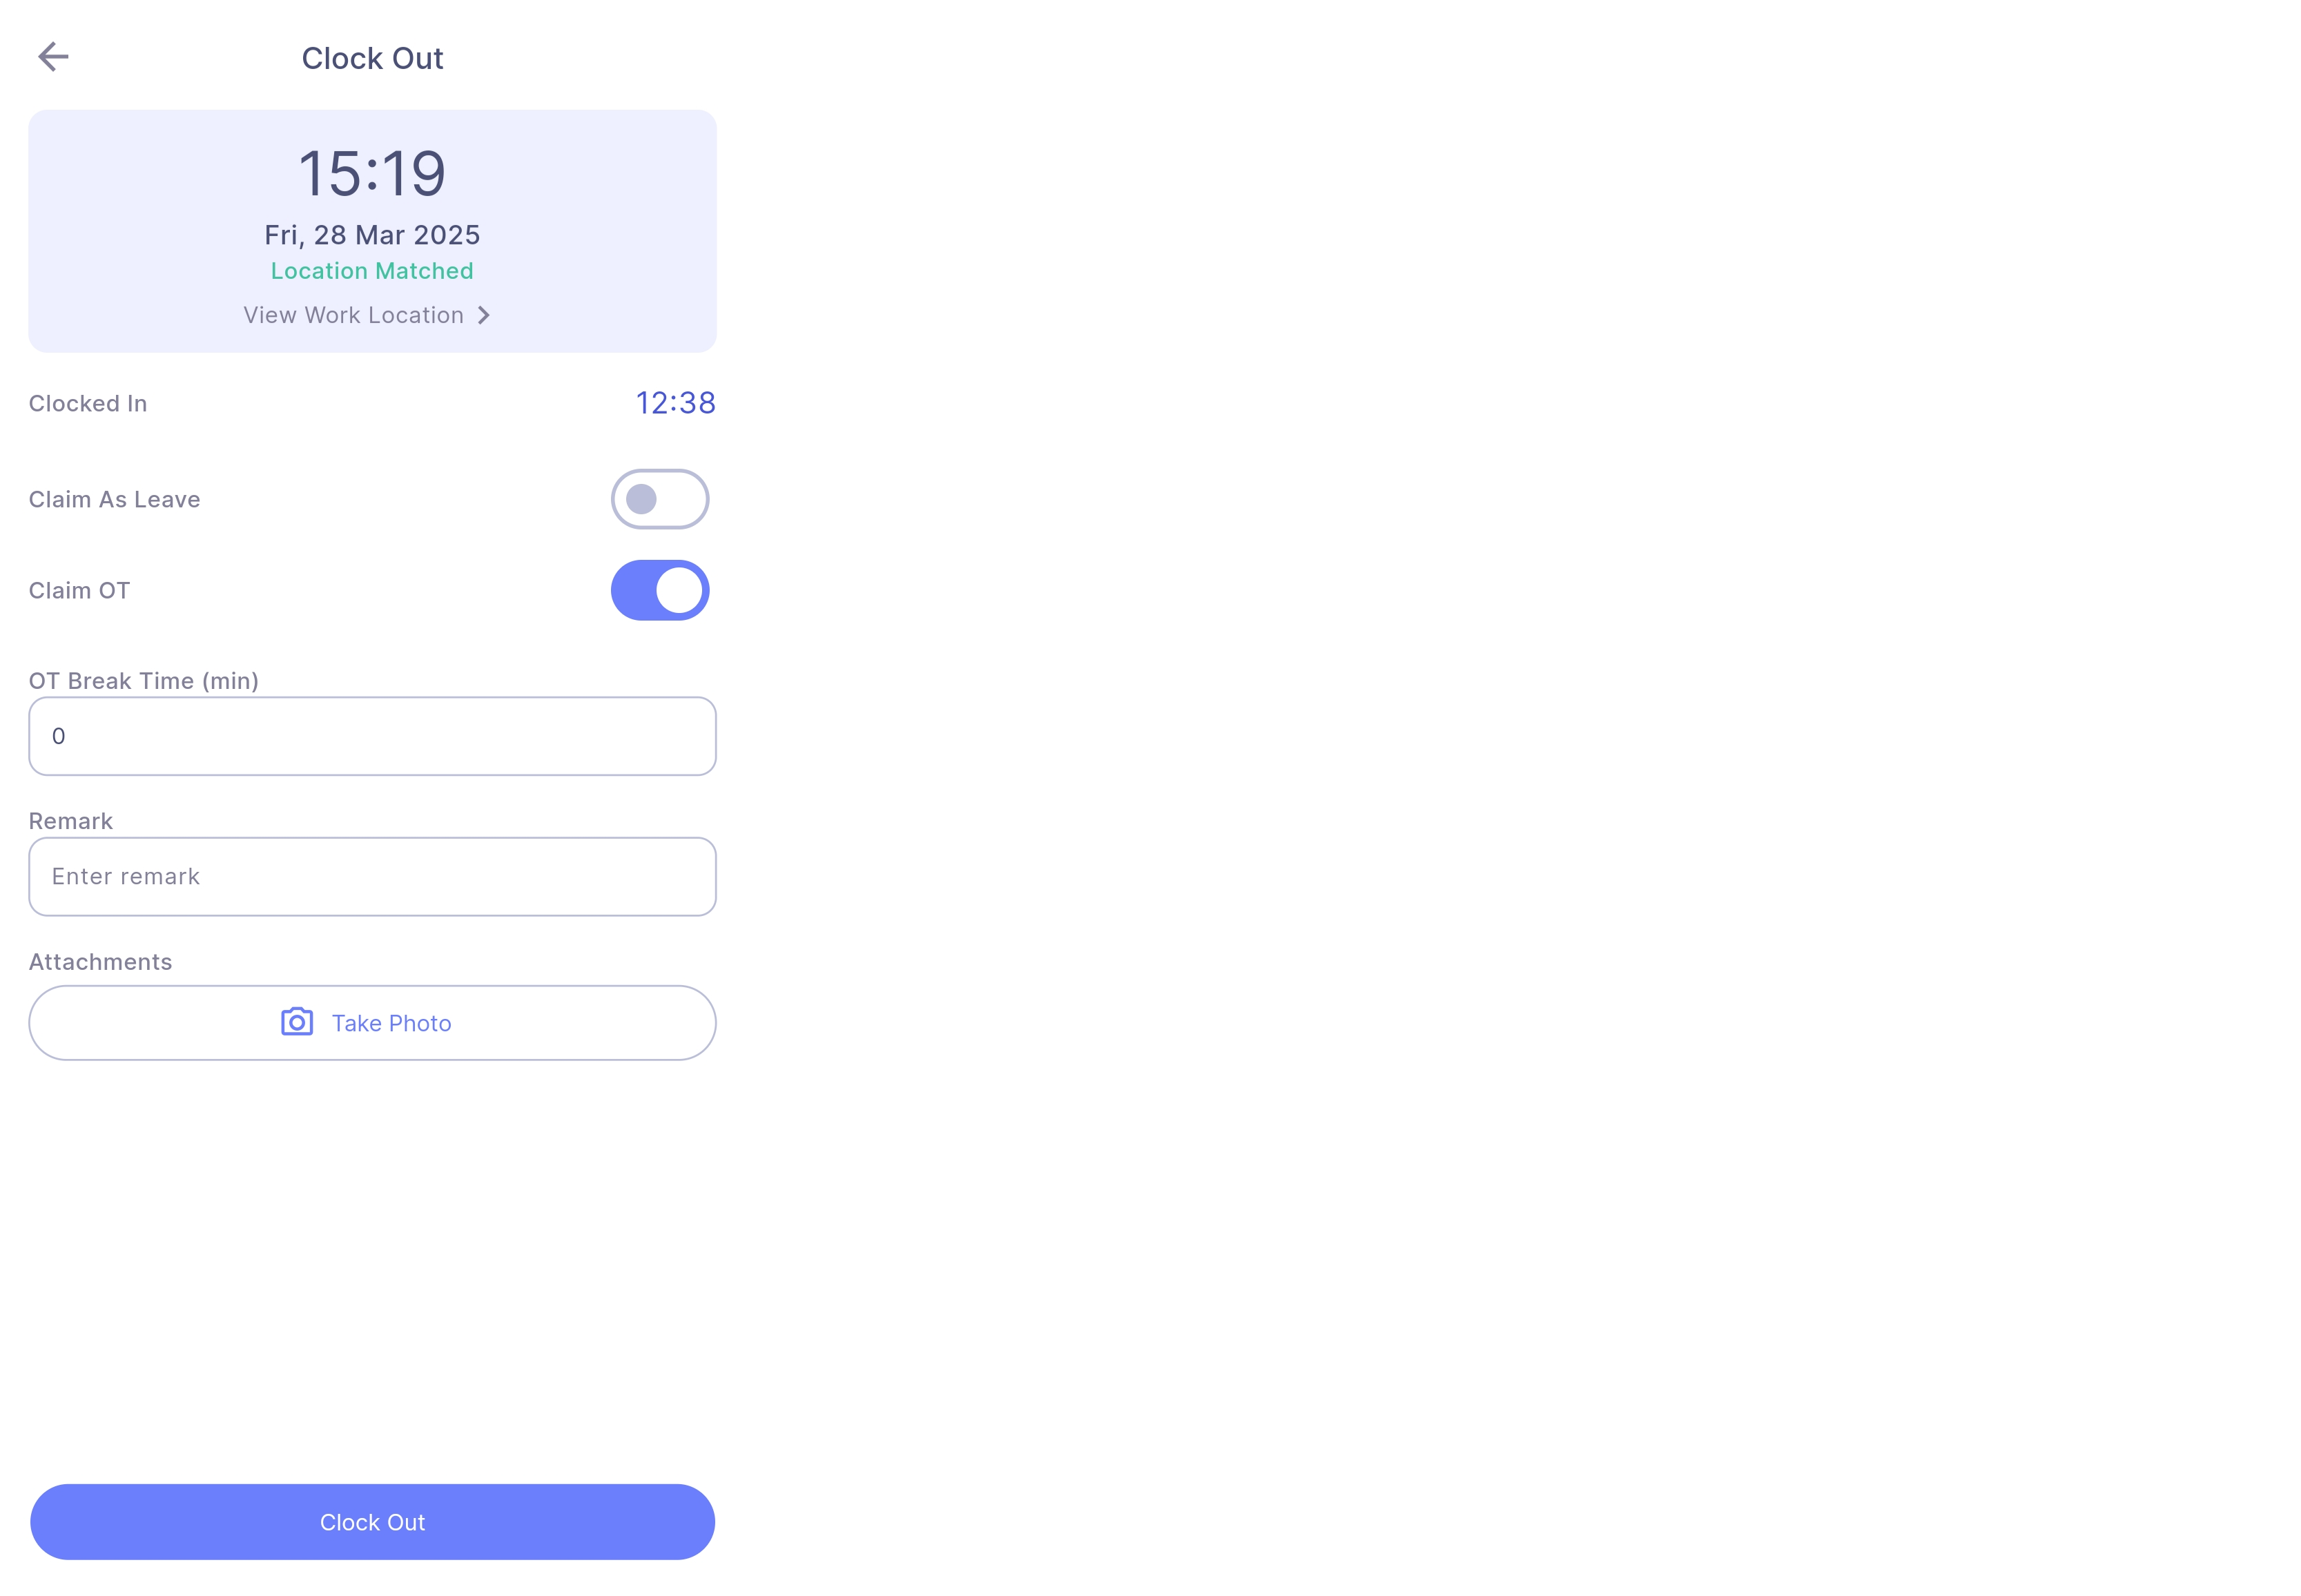 Clock Out
15:19
Fri, 28 Mar 2025
Location Matched
View Work Location
Clocked In 12:38
Claim As Leave
Claim OT
OT Break Time (min)
0
Remark
Enter remark
Attachments
Take Photo
Clock Out